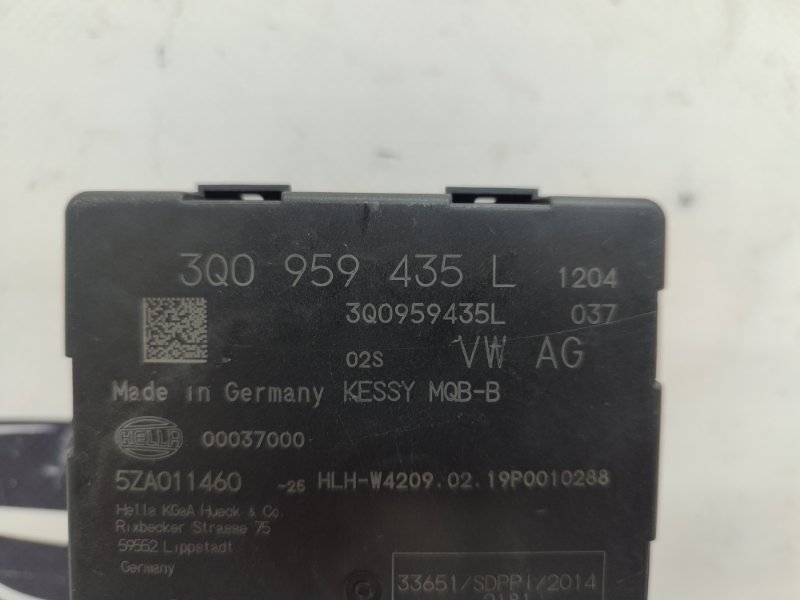 3Q0 959 435 L 1204
3Q0959435L 037
02S VW AG
Made in Germany KESSY MQB-B
HELLA 00037000
5ZA011460 -26 HLH-W4209.02.19P0010288
Hella KGaA Hueck & Co.
Rixbecker Strasse 75
59552 Lippstadt
Germany
33651/SDPPI/2014